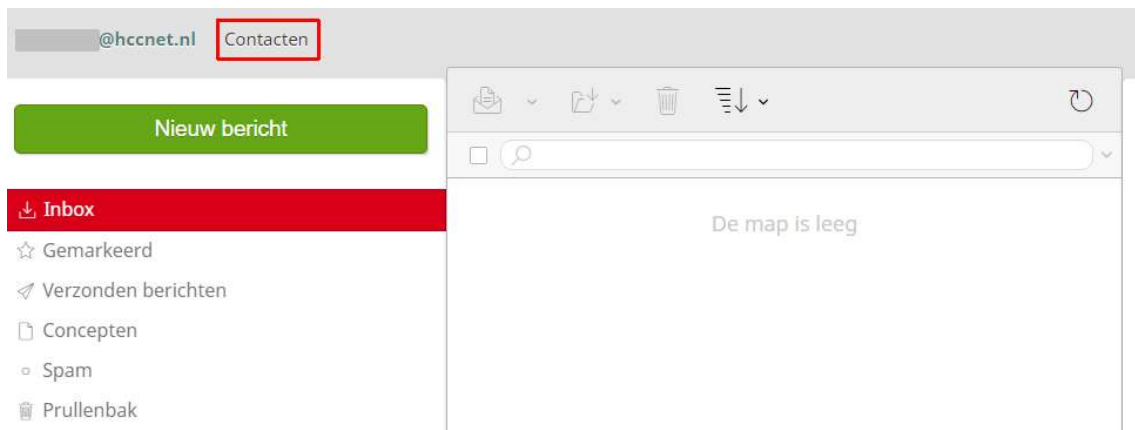 @hccnet.nl Contacten
Nieuw bericht
Inbox
Gemarkeerd
Verzonden berichten
Concepten
Spam
Prullenbak
De map is leeg